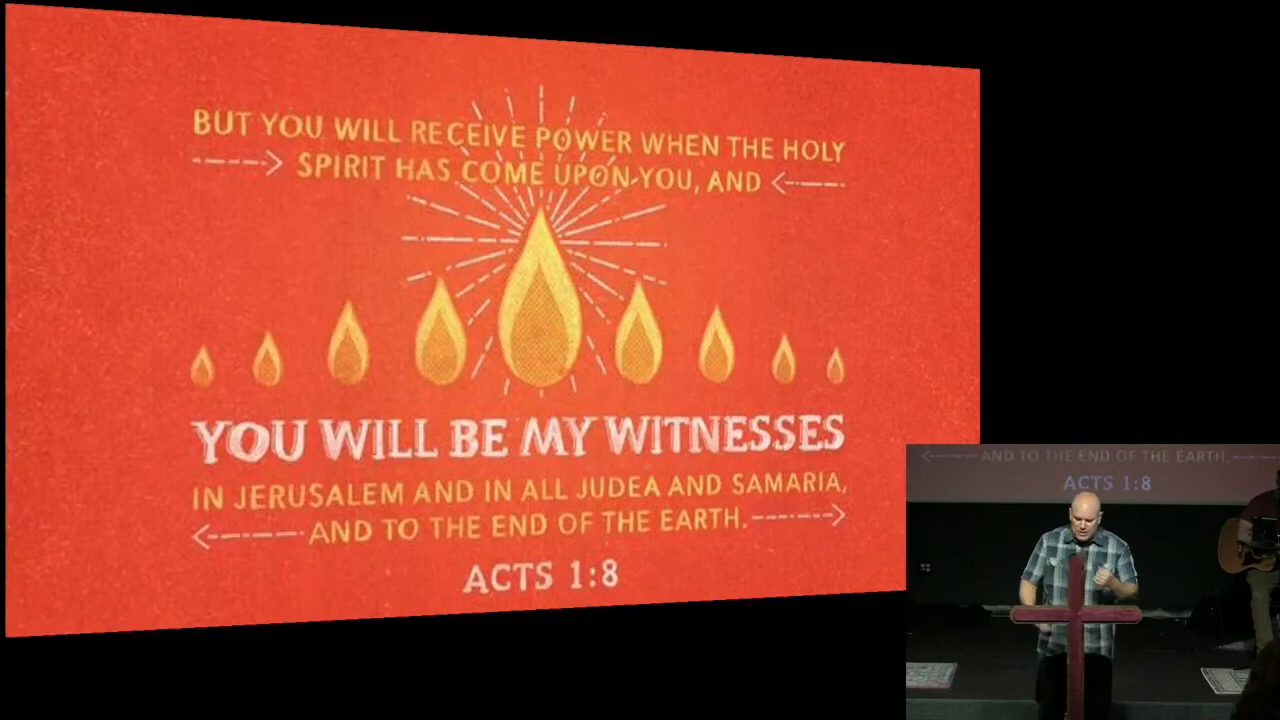 BUT YOU WILL RECEIVE POWER WHEN THE HOLY
SPIRIT HAS COME UPON YOU, AND
YOU WILL BE MY WITNESSES
IN JERUSALEM AND IN ALL JUDEA AND SAMARIA,
AND TO THE END OF THE EARTH.
ACTS 1:8
AND TO THE END OF THE EARTH.
ACTS 1:8